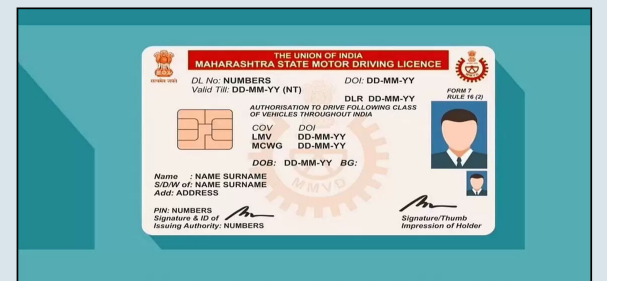 THE UNION OF INDIA
MAHARASHTRA STATE MOTOR DRIVING LICENCE
DL No: NUMBERS DOI: DD-MM-YY
Valid Till: DD-MM-YY (NT)
FORM 7
RULE 16 (2)
DLR DD-MM-YY
AUTHORISATION TO DRIVE FOLLOWING CLASS
OF VEHICLES THROUGHOUT INDIA
COV DOI
LMV DD-MM-YY
MCWG DD-MM-YY
DOB: DD-MM-YY BG:
Name : NAME SURNAME
S/D/W of: NAME SURNAME
Add: ADDRESS
MMVD
PIN: NUMBERS
Signature & ID of
Issuing Authority: NUMBERS
Signature/Thumb
Impression of Holder